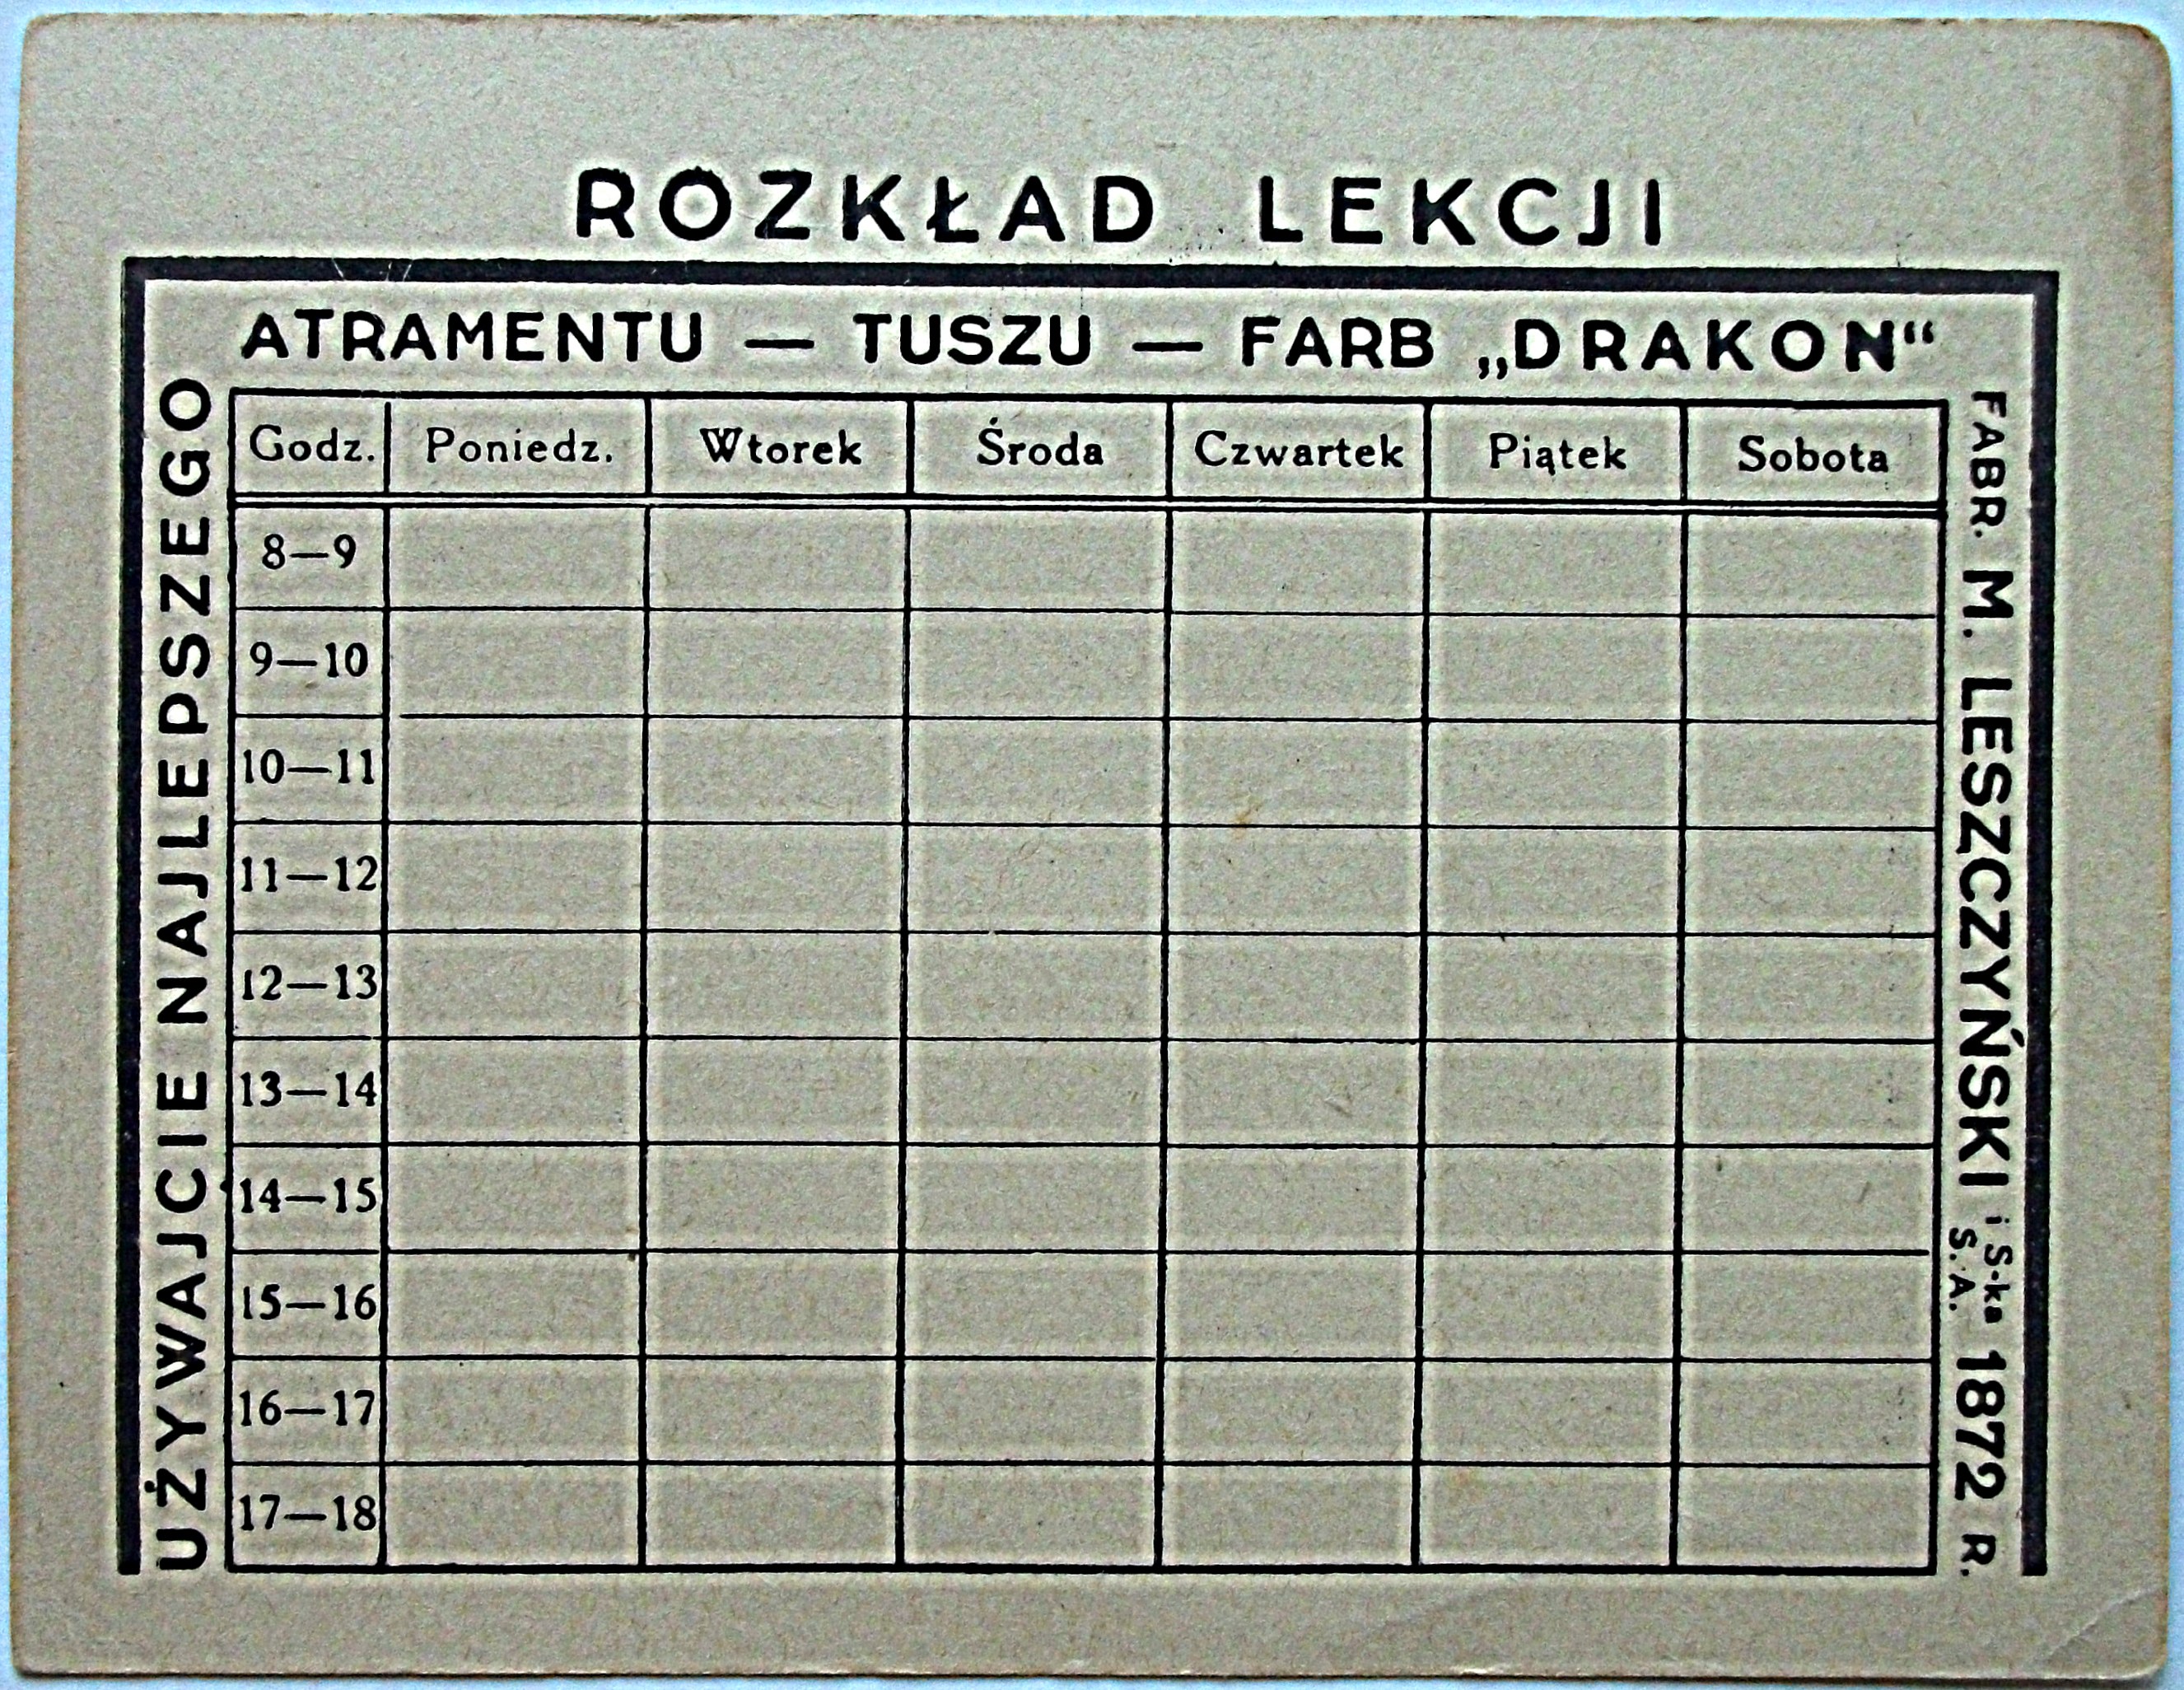 ROZKŁAD LEKCJI
UŻYWAJCIE NAJLEPSZEGO
ATRAMENTU — TUSZU — FARB „DRAKON“
FABR. M. LESZCZYŃSKI i S-ka S. A. 1872 R.
Godz. Poniedz. Wtorek Środa Czwartek Piątek Sobota
8—9
9—10
10—11
11—12
12—13
13—14
14—15
15—16
16—17
17—18